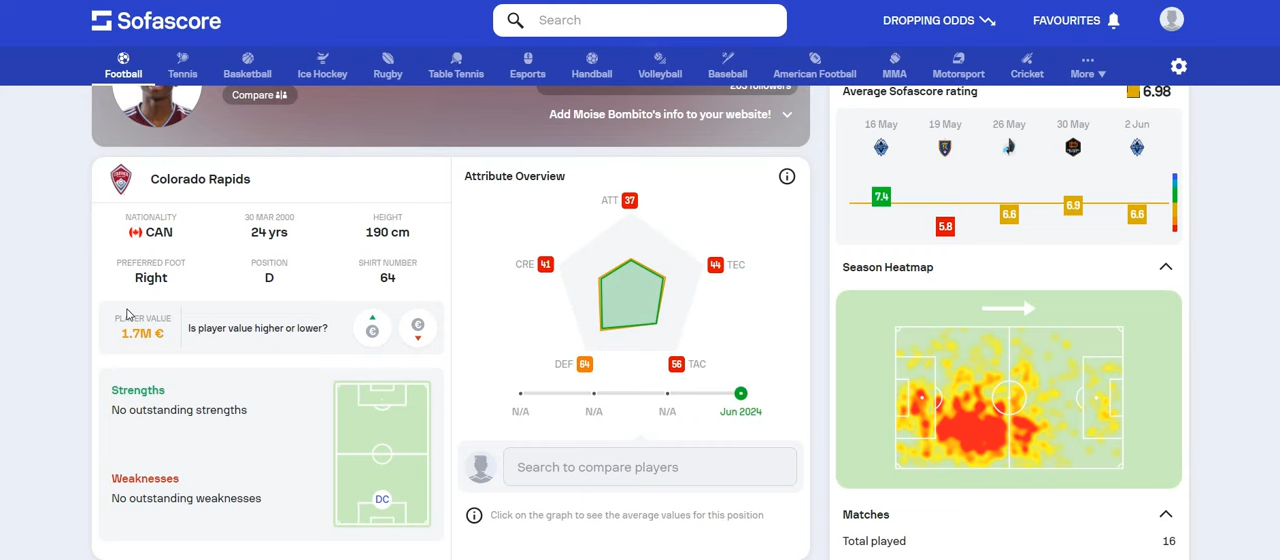 Sofascore
Search
DROPPING ODDS
FAVOURITES
Football
Tennis
Basketball
Ice Hockey
Rugby
Table Tennis
Esports
Handball
Volleyball
Baseball
American Football
MMA
Motorsport
Cricket
More
Compare
263 followers
Add Moise Bombito's info to your website!
Colorado Rapids
NATIONALITY
30 MAR 2000
HEIGHT
CAN
24 yrs
190 cm
PREFERRED FOOT
POSITION
SHIRT NUMBER
Right
D
64
PLAYER VALUE
1.7M €
Is player value higher or lower?
€
€
Strengths
No outstanding strengths
Weaknesses
No outstanding weaknesses
DC
Attribute Overview
ATT 37
CRE 41
44 TEC
DEF 64
56 TAC
N/A
N/A
N/A
Jun 2024
Search to compare players
Click on the graph to see the average values for this position
Average Sofascore rating
6.98
16 May
19 May
26 May
30 May
2 Jun
7.4
5.8
6.6
6.9
6.6
Season Heatmap
Matches
Total played
16